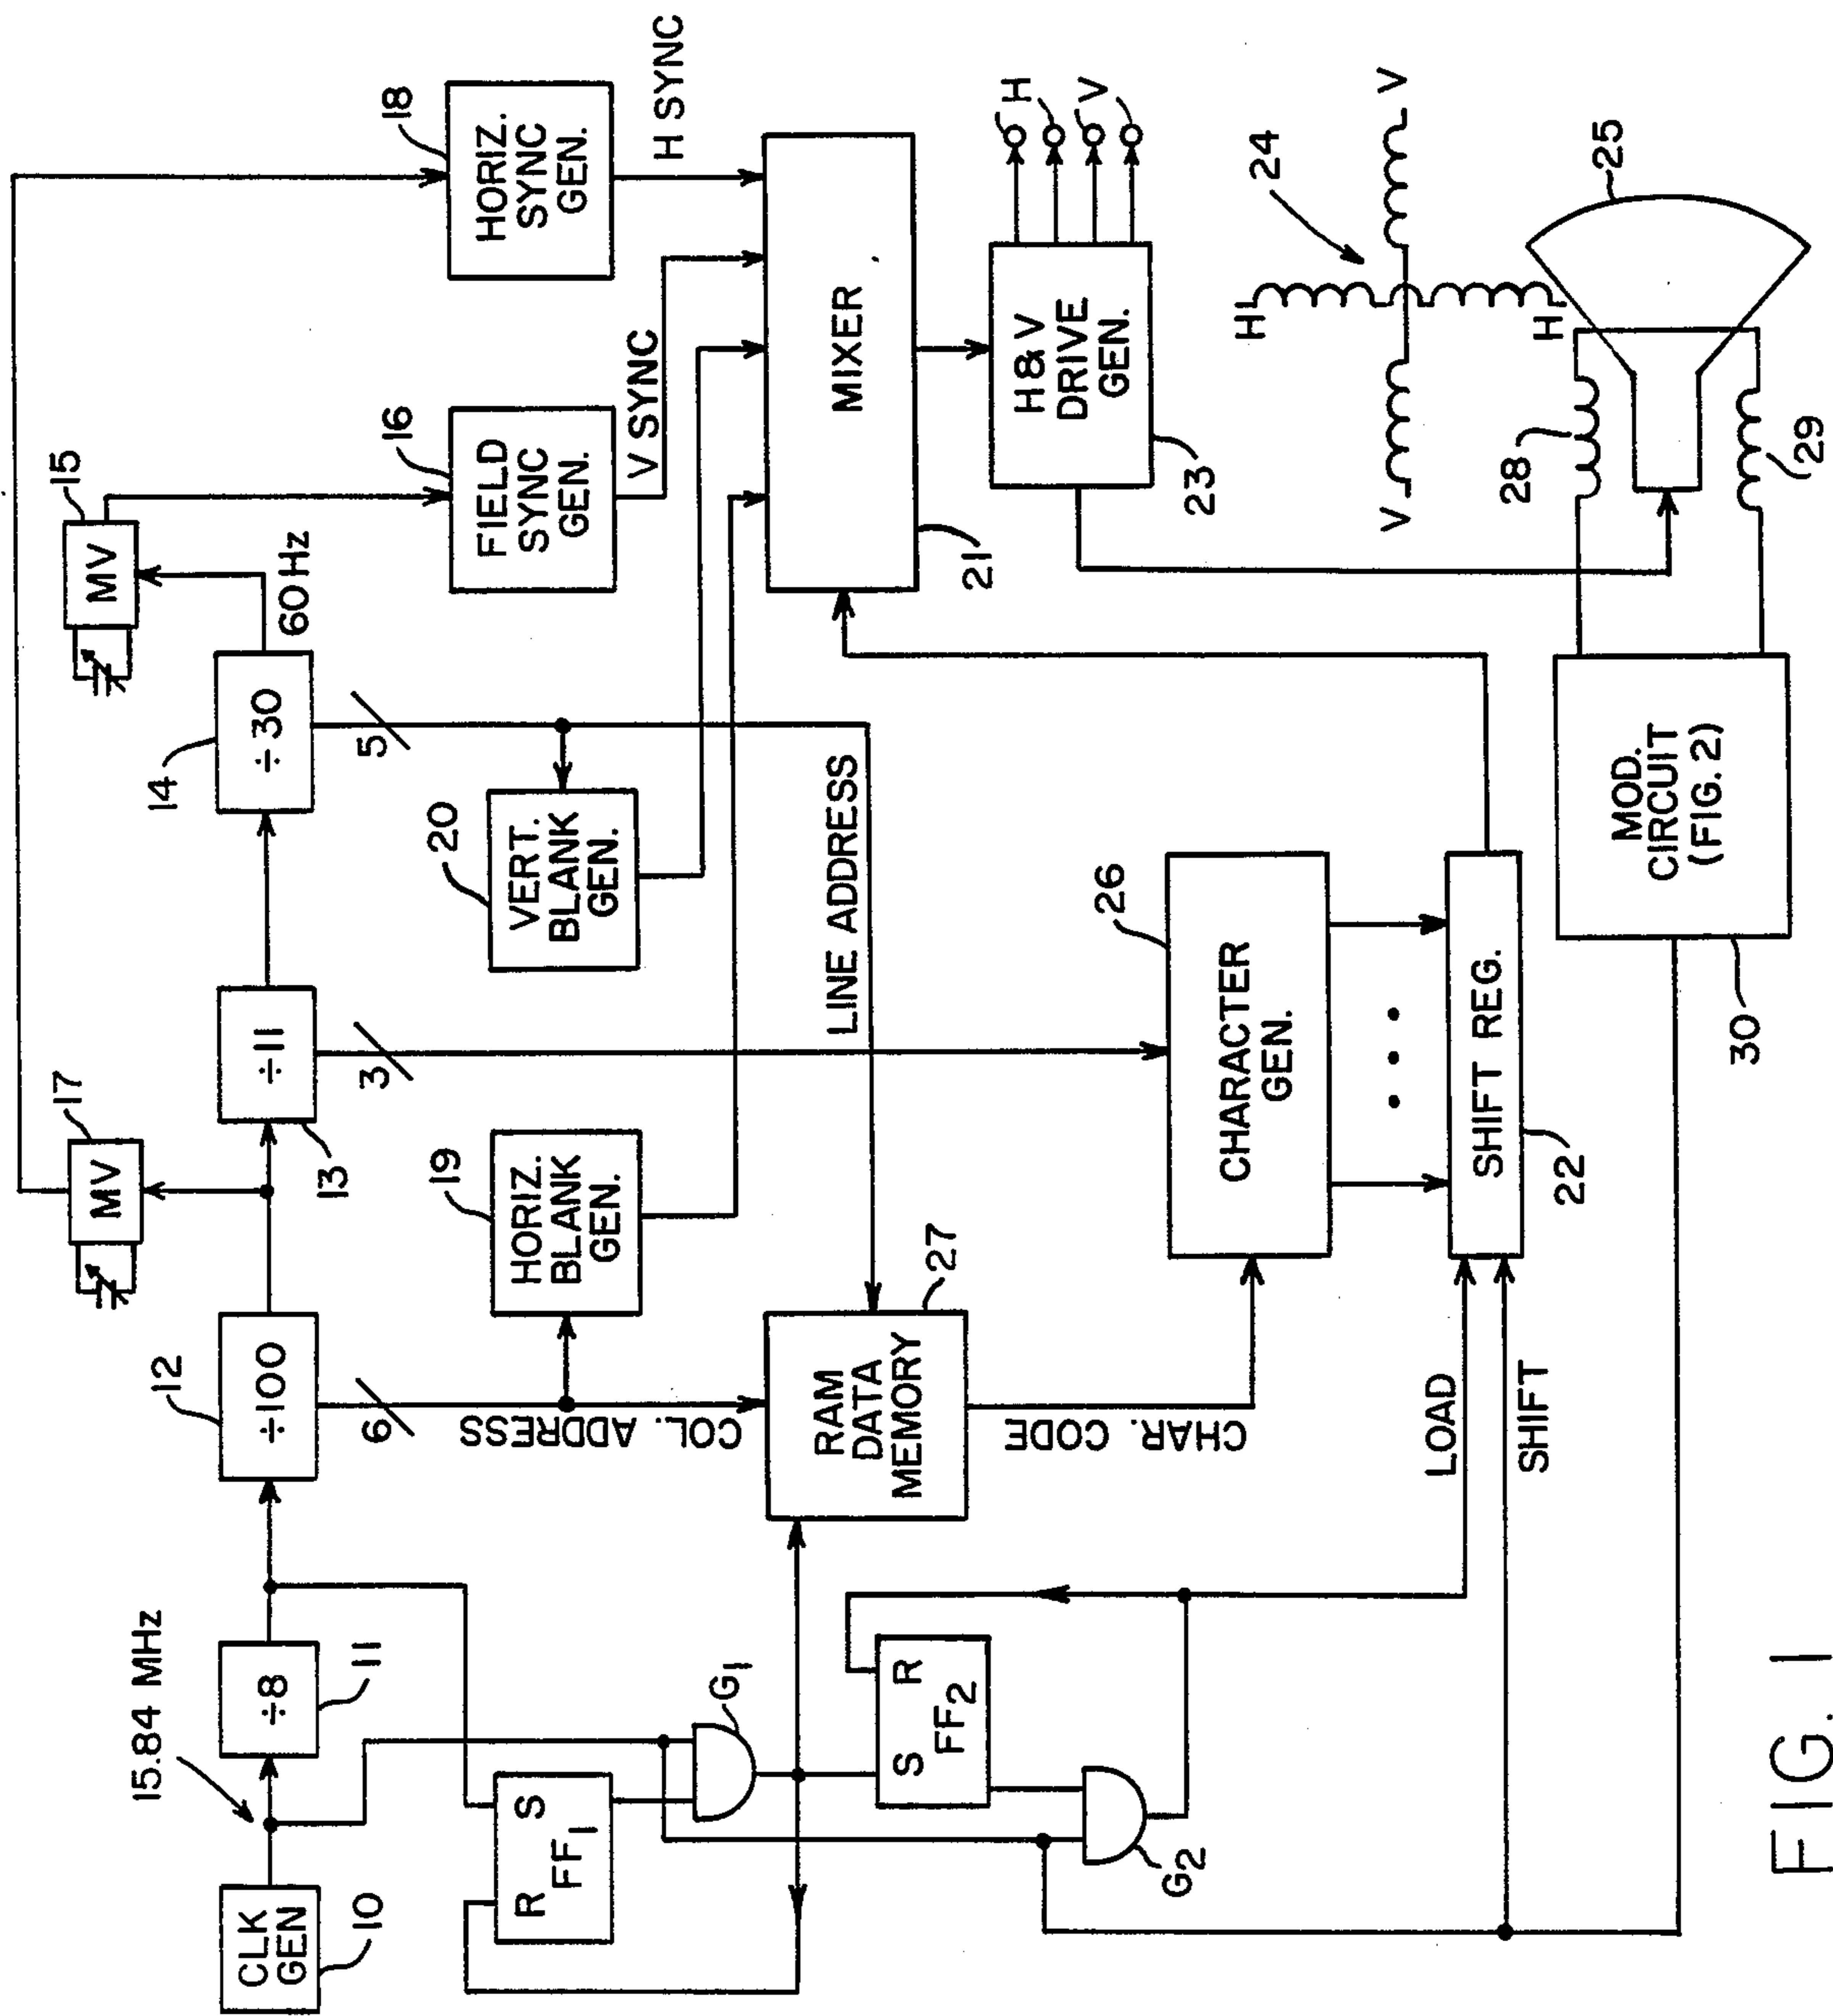 15.84 MHz
CLK
GEN
10
÷8
11
÷100
12
MV
17
÷11
13
÷30
14
60 Hz
MV
15
6
COL. ADDRESS
3
5
LINE ADDRESS
HORIZ.
BLANK
GEN.
19
VERT.
BLANK
GEN.
20
FIELD
SYNC
GEN.
16
V SYNC
HORIZ.
SYNC
GEN.
18
H SYNC
R
S
FF1
G1
S
R
FF2
G2
RAM
DATA
MEMORY
27
CHAR. CODE
MIXER
21
H&V
DRIVE
GEN.
23
H
V
CHARACTER
GEN.
26
LOAD
SHIFT
SHIFT REG.
22
24
H
H
V
V
25
28
29
MOD.
CIRCUIT
(FIG. 2)
30
FIG. 1